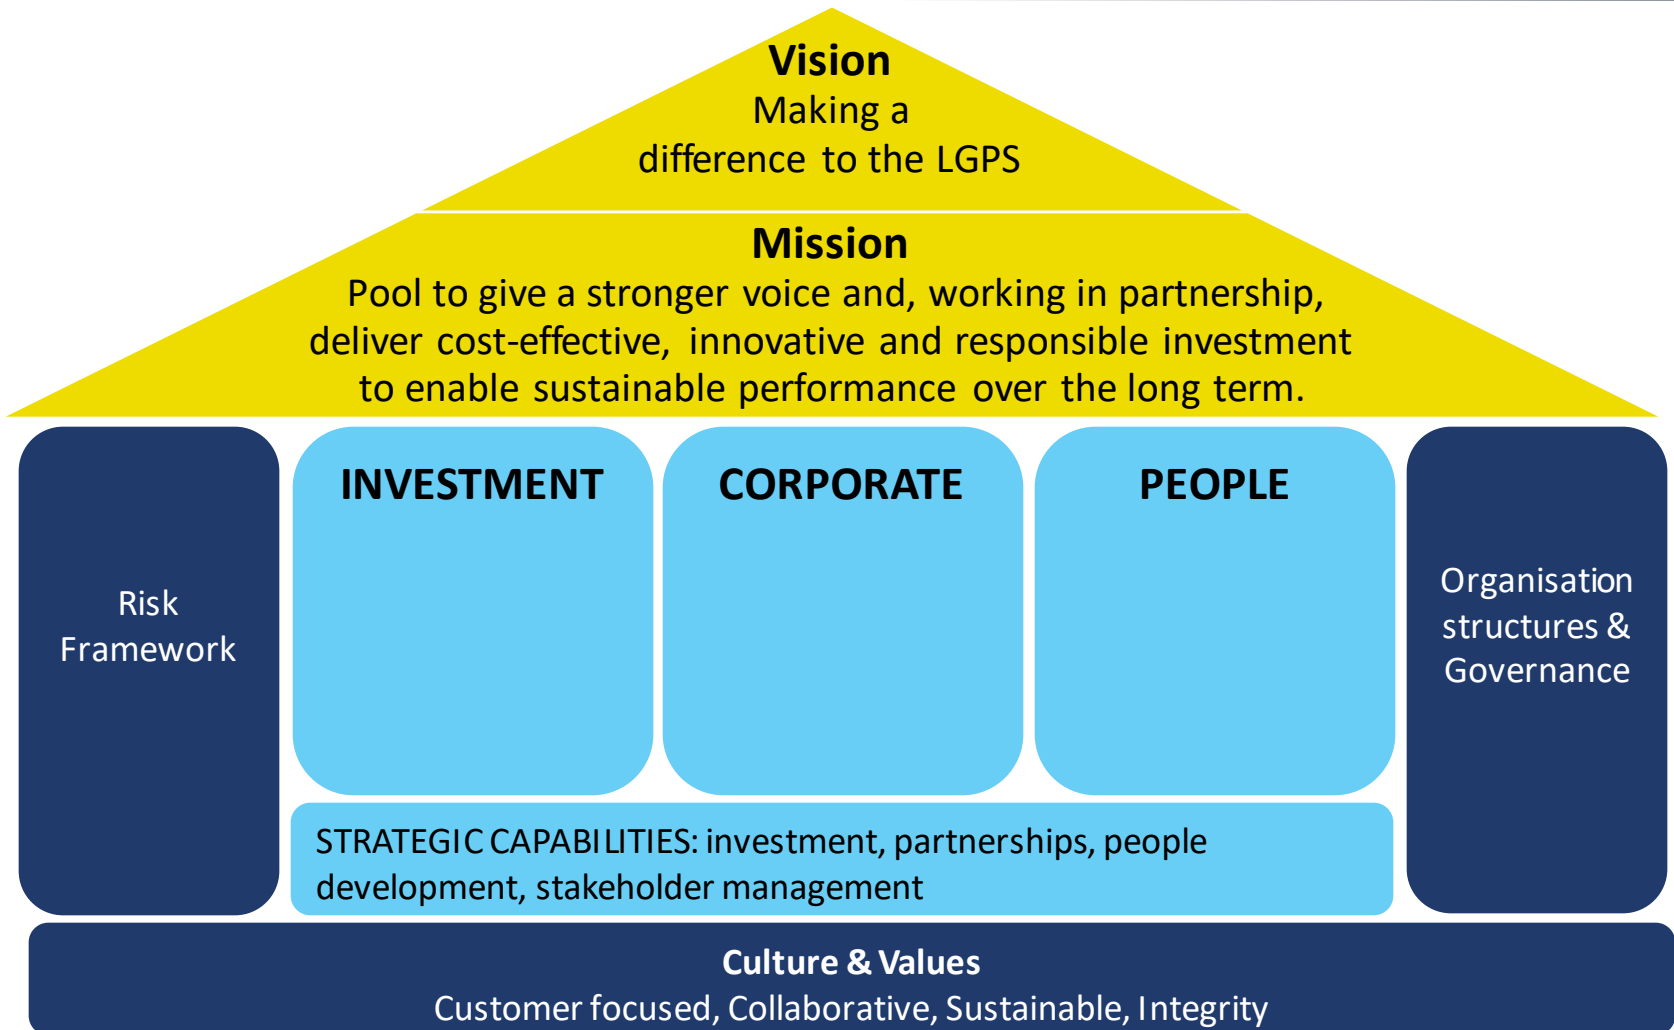 Vision
Making a
difference to the LGPS
Mission
Pool to give a stronger voice and, working in partnership,
deliver cost-effective, innovative and responsible investment
to enable sustainable performance over the long term.
Risk
Framework
INVESTMENT
CORPORATE
PEOPLE
Organisation
structures &
Governance
STRATEGIC CAPABILITIES: investment, partnerships, people
development, stakeholder management
Culture & Values
Customer focused, Collaborative, Sustainable, Integrity